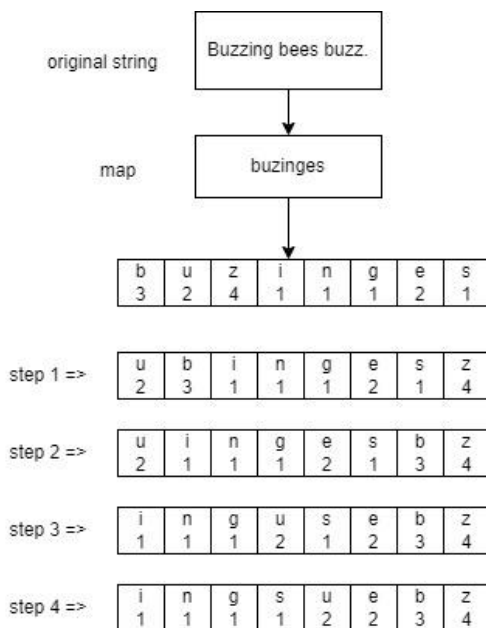 original string
Buzzing bees buzz.
map
buzinges
b u z i n g e s
3 2 4 1 1 1 2 1
step 1 =>
u b i n g e s z
2 3 1 1 1 2 1 4
step 2 =>
u i n g e s b z
2 1 1 1 2 1 3 4
step 3 =>
i n g u s e b z
1 1 1 2 1 2 3 4
step 4 =>
i n g s u e b z
1 1 1 1 2 2 3 4